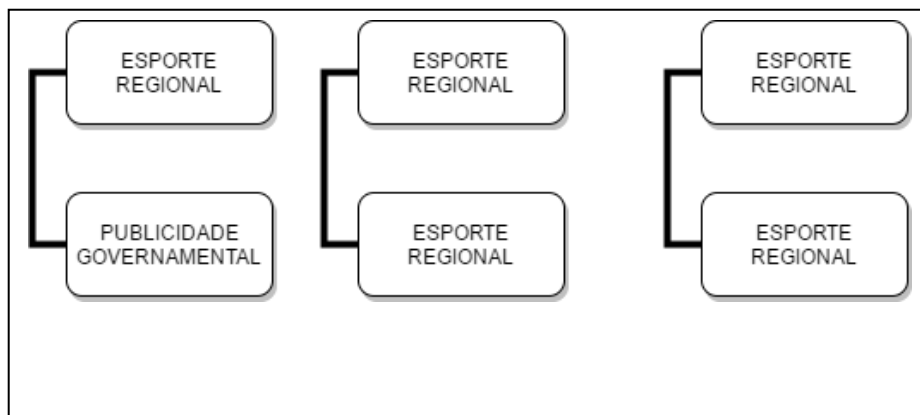 ESPORTE
REGIONAL
ESPORTE
REGIONAL
ESPORTE
REGIONAL
PUBLICIDADE
GOVERNAMENTAL
ESPORTE
REGIONAL
ESPORTE
REGIONAL